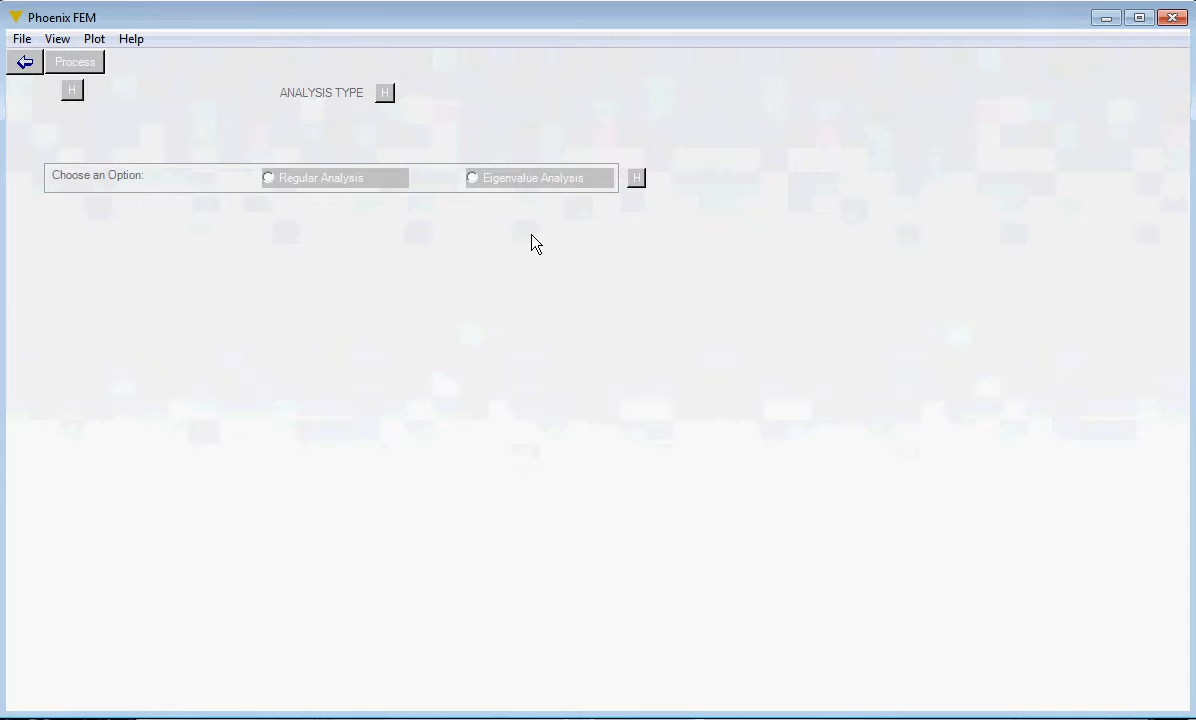 Phoenix FEM
File View Plot Help
Process
H
ANALYSIS TYPE H
Choose an Option: Regular Analysis Eigenvalue Analysis H